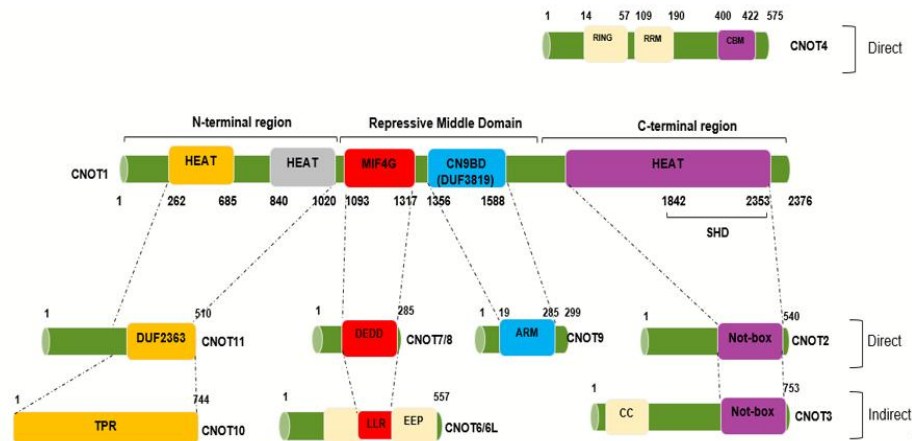 1 14 57 109 190 400 422 575
RING RRM CBM
CNOT4 Direct
N-terminal region Repressive Middle Domain C-terminal region
HEAT HEAT MIF4G CN9BD HEAT
(DUF3819)
CNOT1
1 262 685 840 1020 1093 1317 1356 1588 1842 2353 2376
SHD
1 510 1 285 1 19 285 299 1 540
DUF2363 CNOT11 DEDD CNOT7/8 ARM CNOT9 Not-box CNOT2 Direct
1 744 1 557 1 753
TPR CNOT10 LLR EEP CNOT6/6L CC Not-box CNOT3 Indirect